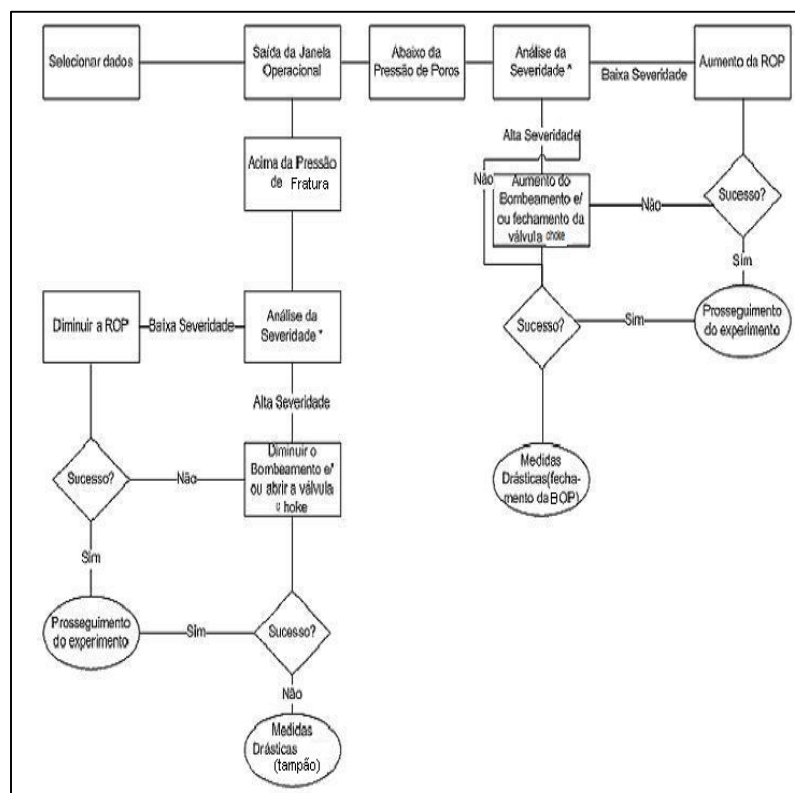 Selecionar dados
Saída da Janela
Operacional
Abaixo da
Pressão de Poros
Análise da
Severidade *
Baixa Severidade
Aumento da ROP
Alta Severidade
Não
Aumento do
Bombeamento e/
ou fechamento da
válvula choke
Não
Sucesso?
Sim
Prosseguimento
do experimento
Sucesso?
Sim
Medidas
Drásticas(fecha-
mento da BOP)
Acima da Pressão
de Fratura
Diminuir a ROP
Baixa Severidade
Análise da
Severidade *
Alta Severidade
Diminuir o
Bombeamento e/
ou abrir a válvula
choke
Sucesso?
Não
Sim
Prosseguimento
do experimento
Sim
Sucesso?
Não
Medidas
Drásticas
(tampão)